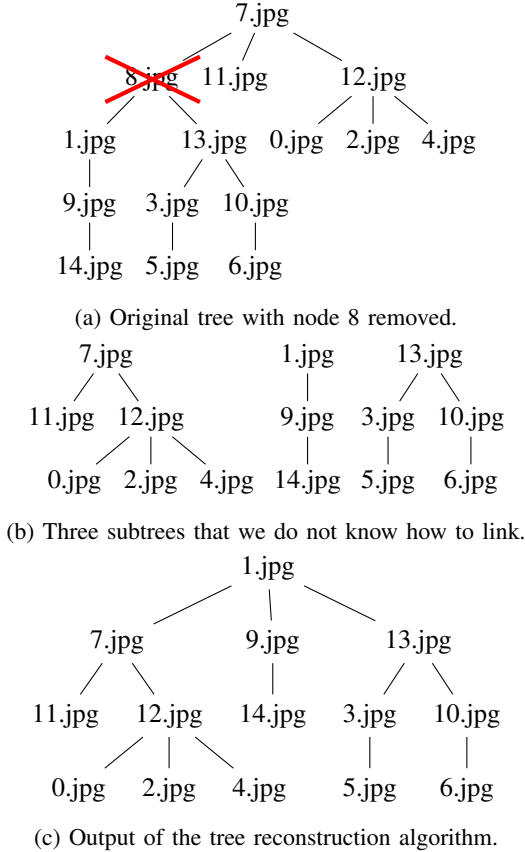 7.jpg
8.jpg 11.jpg 12.jpg
1.jpg 13.jpg 0.jpg 2.jpg 4.jpg
9.jpg 3.jpg 10.jpg
14.jpg 5.jpg 6.jpg
(a) Original tree with node 8 removed.
7.jpg 1.jpg 13.jpg
11.jpg 12.jpg 9.jpg 3.jpg 10.jpg
0.jpg 2.jpg 4.jpg 14.jpg 5.jpg 6.jpg
(b) Three subtrees that we do not know how to link.
1.jpg
7.jpg 9.jpg 13.jpg
11.jpg 12.jpg 14.jpg 3.jpg 10.jpg
0.jpg 2.jpg 4.jpg 5.jpg 6.jpg
(c) Output of the tree reconstruction algorithm.